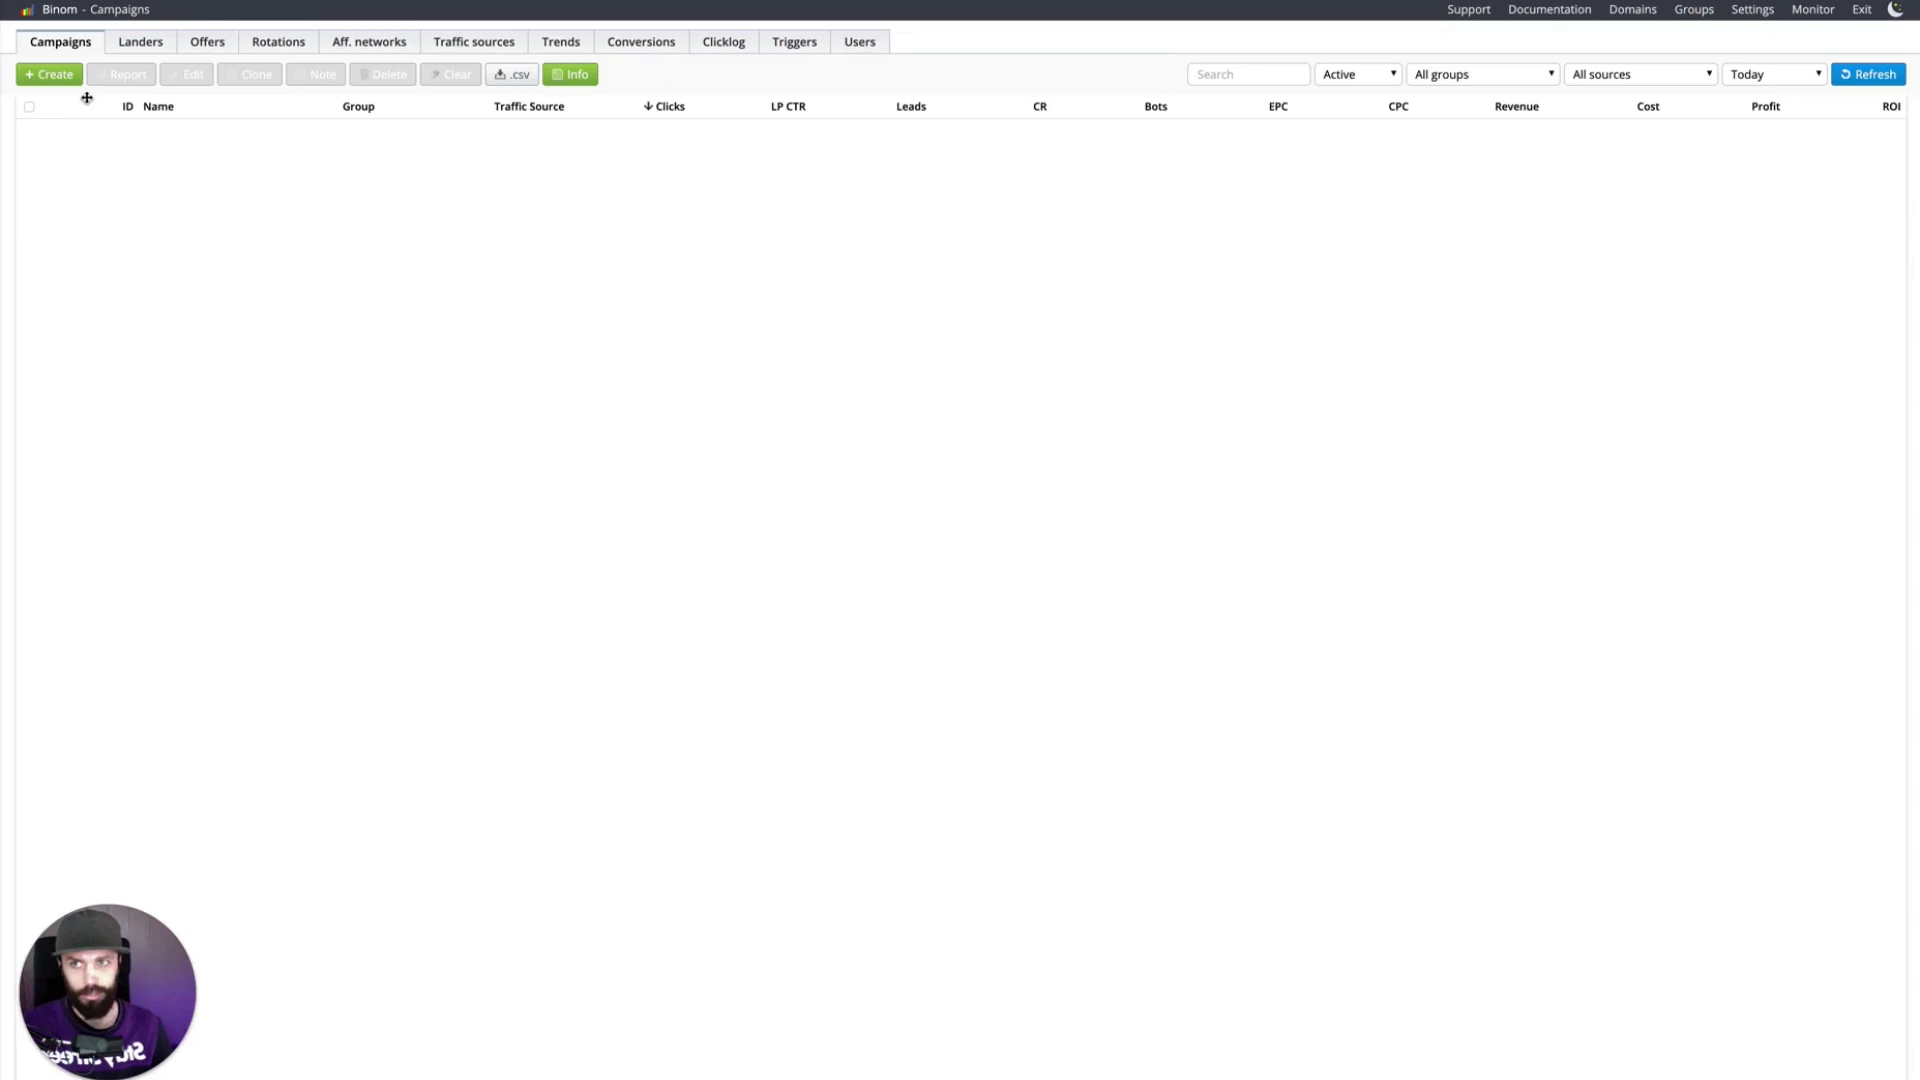 Binom - Campaigns Support Documentation Domains Groups Settings Monitor Exit
Campaigns Landers Offers Rotations Aff. networks Traffic sources Trends Conversions Clicklog Triggers Users
+ Create Report Edit Clone Note Delete Clear .csv Info Search Active All groups All sources Today Refresh
ID Name Group Traffic Source Clicks LP CTR Leads CR Bots EPC CPC Revenue Cost Profit ROI